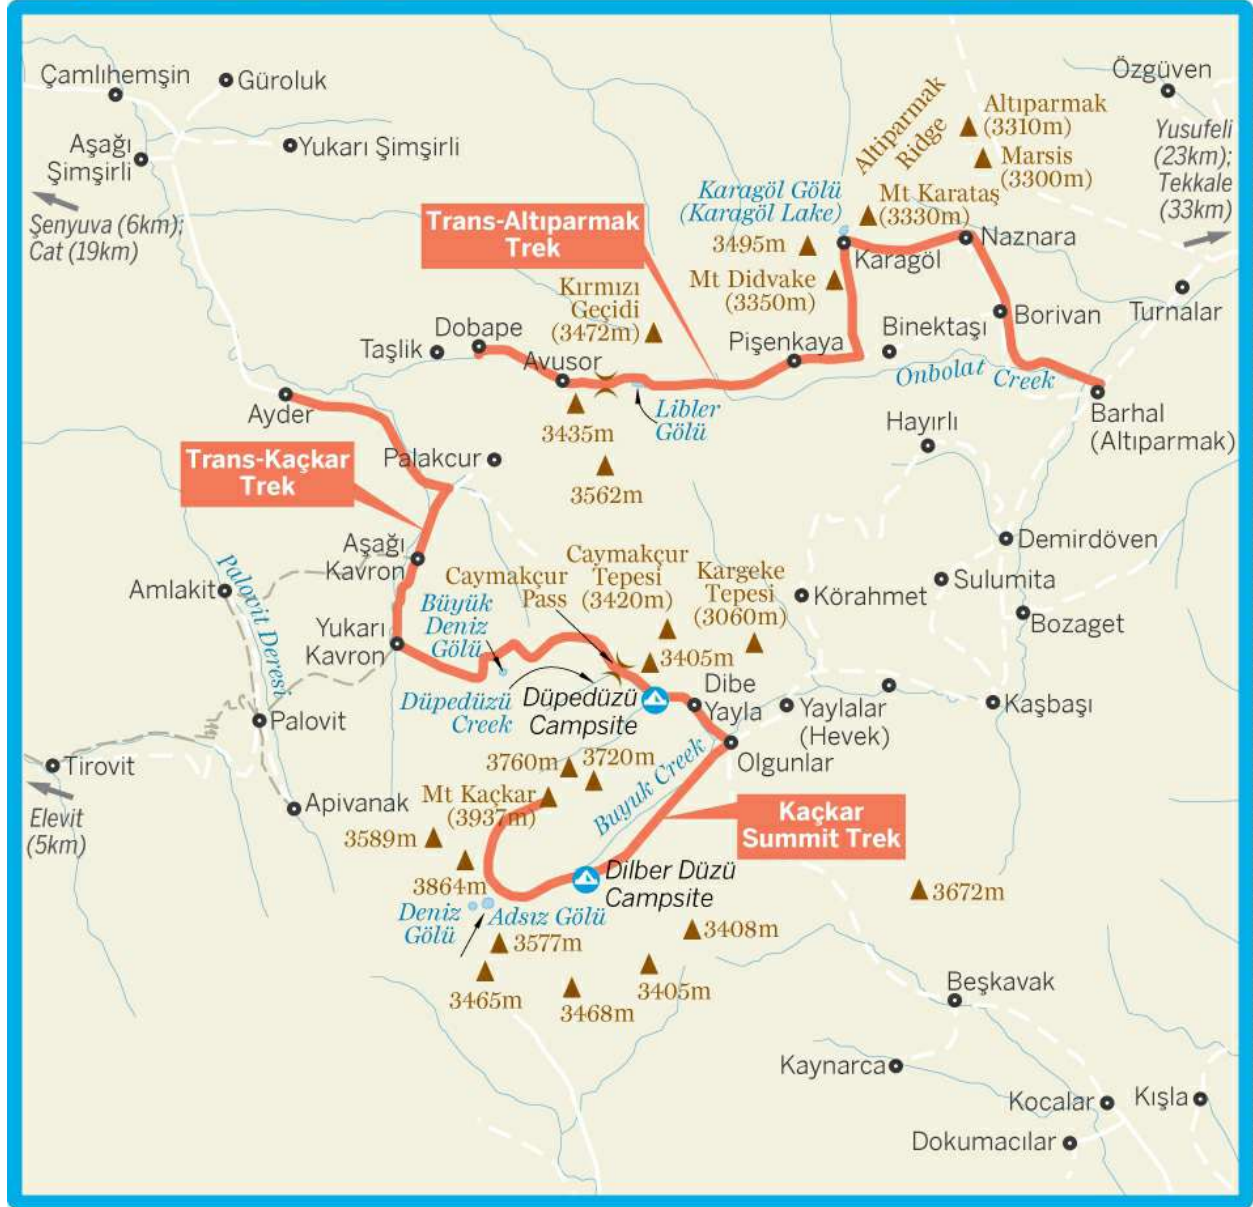 Çamlıhemşin
Güroluk
Özgüven
Aşağı
Şimşirli
Yukarı Şimşirli
Altiparmak
Ridge
Altıparmak
(3310m)
Marsis
(3300m)
Yusufeli
(23km);
Tekkale
(33km)
Şenyuva (6km);
Cat (19km)
Trans-Altıparmak
Trek
Karagöl Gölü
(Karagöl Lake)
Mt Karataş
(3330m)
3495m
Karagöl
Naznara
Mt Didvake
(3350m)
Kırmızı
Geçidi
(3472m)
Dobape
Taşlik
Avusor
Pişenkaya
Binektaşı
Borivan
Turnalar
Onbolat
Creek
Ayder
3435m
Libler
Gölü
Hayırlı
Barhal
(Altıparmak)
Trans-Kaçkar
Trek
Palakcur
3562m
Aşağı
Kavron
Caymakçur
Pass
Caymakçur
Tepesi
(3420m)
Kargeke
Tepesi
(3060m)
Demirdöven
Sulumita
Amlakit
Palovit Deresi
Körahmet
Bozaget
Yukarı
Kavron
Büyük
Deniz
Gölü
3405m
Düpedüzü
Creek
Düpedüzü
Campsite
Dibe
Yayla
Yaylalar
(Hevek)
Kaşbaşı
Palovit
Olgunlar
Tirovit
Elevit
(5km)
Apivanak
3760m
3720m
Buyuk Creek
Mt Kaçkar
(3937m)
Kaçkar
Summit Trek
3589m
3864m
Dilber Düzü
Campsite
3672m
Deniz
Gölü
Adsız Gölü
3577m
3408m
3465m
3468m
3405m
Beşkavak
Kaynarca
Kocalar
Kışla
Dokumacılar